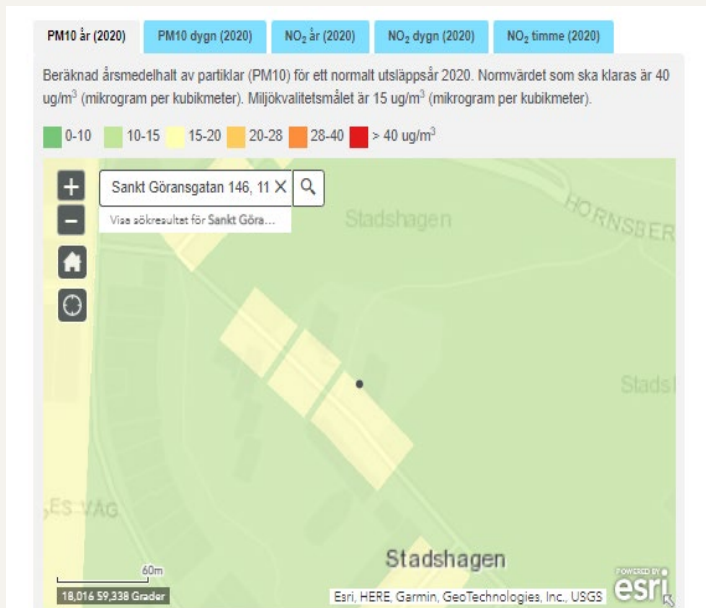 PM10 år (2020) PM10 dygn (2020) NO₂ år (2020) NO₂ dygn (2020) NO₂ timme (2020)
Beräknad årsmedelhalt av partiklar (PM10) för ett normalt utsläppsår 2020. Normvärdet som ska klaras är 40
ug/m³ (mikrogram per kubikmeter). Miljökvalitetsmålet är 15 ug/m³ (mikrogram per kubikmeter).
0-10 10-15 15-20 20-28 28-40 > 40 ug/m³
+ Sankt Göransgatan 146, 11 ×
− Visa sökresultat för Sankt Göra...
Stadshagen
HORNSBER
Stadsh
ES VÄG
Stadshagen
60m
18,016 59,338 Grader
Esri, HERE, Garmin, GeoTechnologies, Inc., USGS
POWERED BY
esri